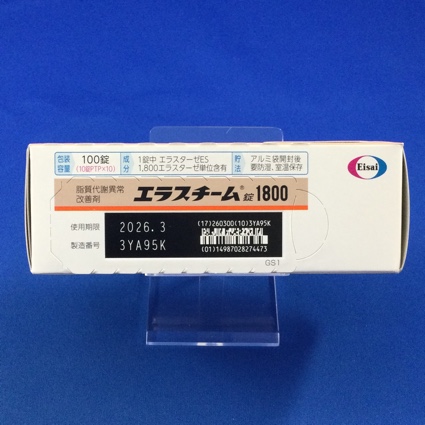 包装容量 100錠 (10錠PTP×10)
成分 1錠中 エラスターゼES 1,800エラスターゼ単位含有
貯法 アルミ袋開封後 要防湿、室温保存
Eisai
脂質代謝異常
改善剤
エラスチーム®錠1800
使用期限 2026.3
製造番号 3YA95K
(17)260300(10)3YA95K
(01)14987028274473
GS1